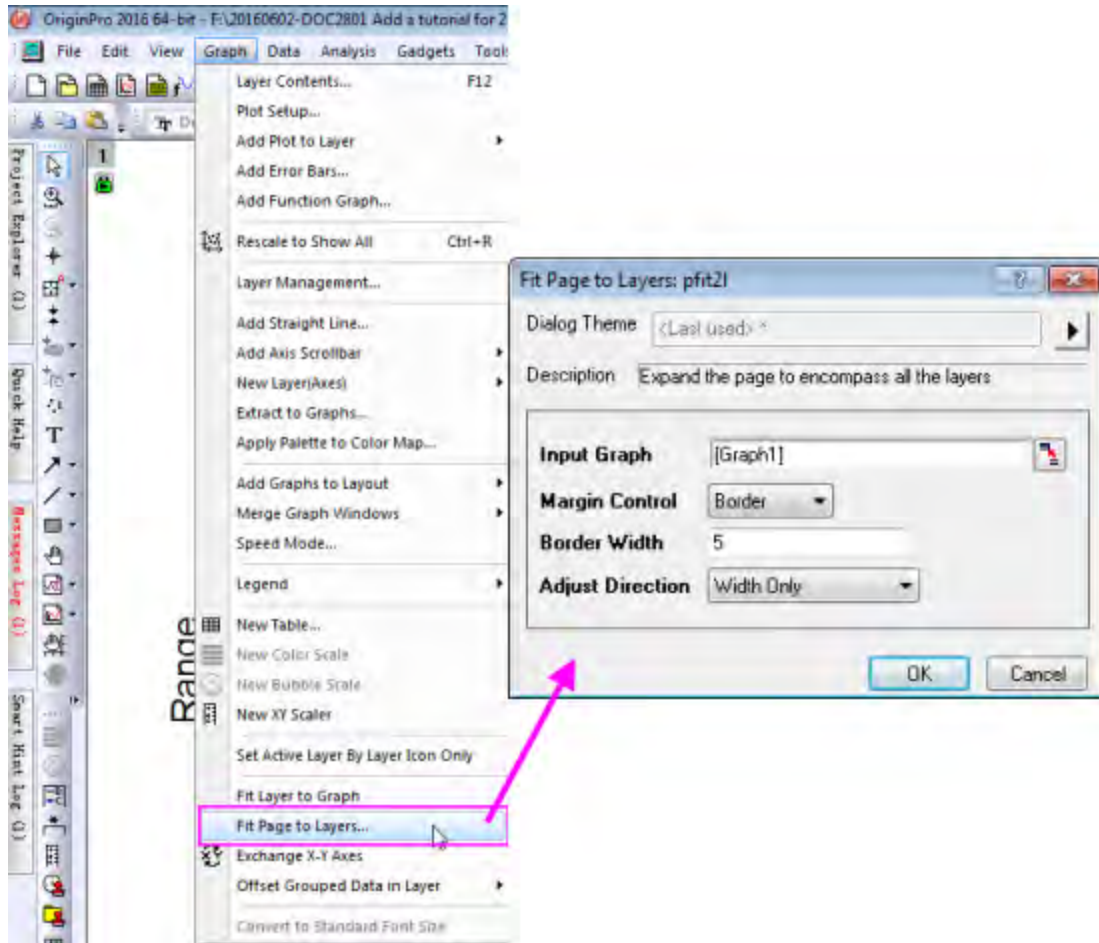 OriginPro 2016 64-bit - F:\20160602-DOC2801 Add a tutorial for 2
File Edit View Graph Data Analysis Gadgets Tools
Layer Contents... F12
Plot Setup...
Add Plot to Layer
Add Error Bars...
Add Function Graph...
Rescale to Show All Ctrl+R
Layer Management...
Add Straight Line...
Add Axis Scrollbar
New Layer(Axes)
Extract to Graphs...
Apply Palette to Color Map...
Add Graphs to Layout
Merge Graph Windows
Speed Mode...
Legend
New Table...
New Color Scale
New Bubble Scale
New XY Scaler
Set Active Layer By Layer Icon Only
Fit Layer to Graph
Fit Page to Layers...
Exchange X-Y Axes
Offset Grouped Data in Layer
Convert to Standard Font Size
Project Explorer (1)
Quick Help
Messages Log (1)
Smart Hint Log (1)
1
T
Range
Fit Page to Layers: pfit2l
Dialog Theme <Last used> *
Description Expand the page to encompass all the layers
Input Graph [Graph1]
Margin Control Border
Border Width 5
Adjust Direction Width Only
OK Cancel